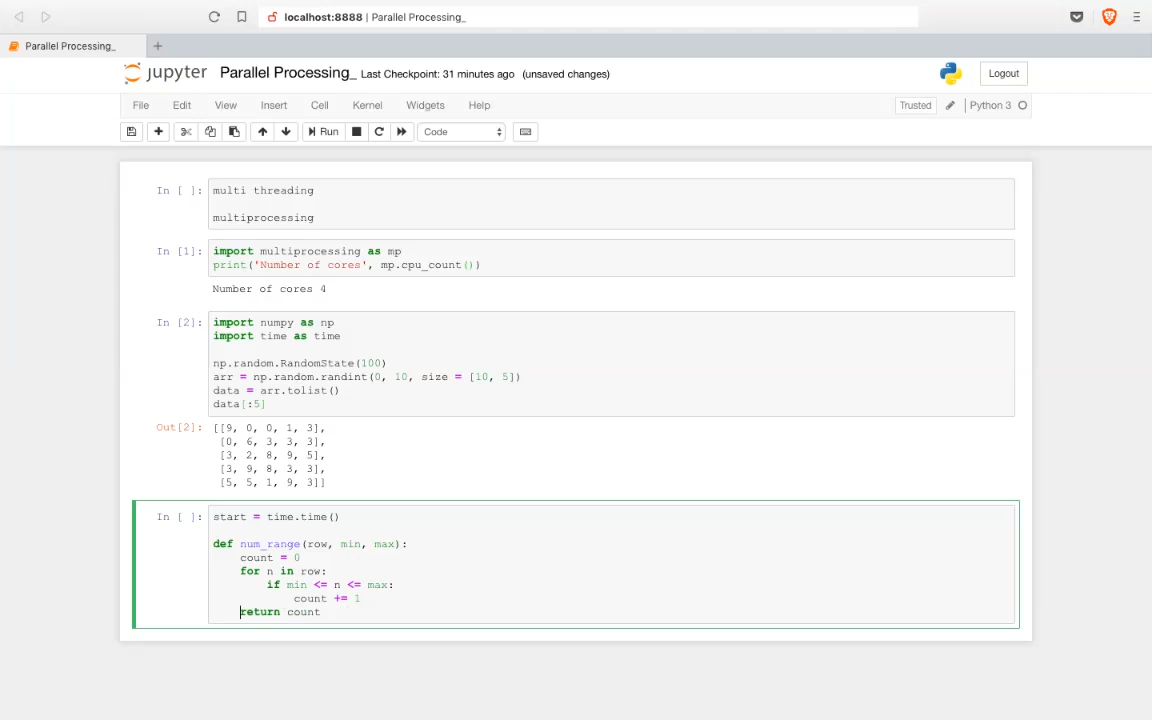 localhost:8888 | Parallel Processing_
Parallel Processing_
jupyter Parallel Processing_ Last Checkpoint: 31 minutes ago (unsaved changes)
Logout
File Edit View Insert Cell Kernel Widgets Help
Trusted | Python 3
Run Code
In [ ]: multi threading
multiprocessing
In [1]: import multiprocessing as mp
print('Number of cores', mp.cpu_count())
Number of cores 4
In [2]: import numpy as np
import time as time
np.random.RandomState(100)
arr = np.random.randint(0, 10, size = [10, 5])
data = arr.tolist()
data[:5]
Out[2]: [[9, 0, 0, 1, 3],
[0, 6, 3, 3, 3],
[3, 2, 8, 9, 5],
[3, 9, 8, 3, 3],
[5, 5, 1, 9, 3]]
In [ ]: start = time.time()
def num_range(row, min, max):
count = 0
for n in row:
if min <= n <= max:
count += 1
return count